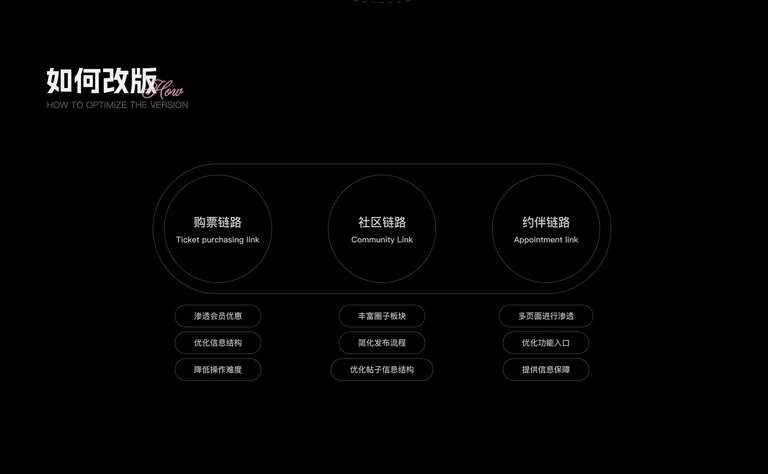 如何改版
How
HOW TO OPTIMIZE THE VERSION
购票链路
Ticket purchasing link
社区链路
Community Link
约伴链路
Appointment link
渗透会员优惠
优化信息结构
降低操作难度
丰富圈子板块
简化发布流程
优化帖子信息结构
多页面进行渗透
优化功能入口
提供信息保障